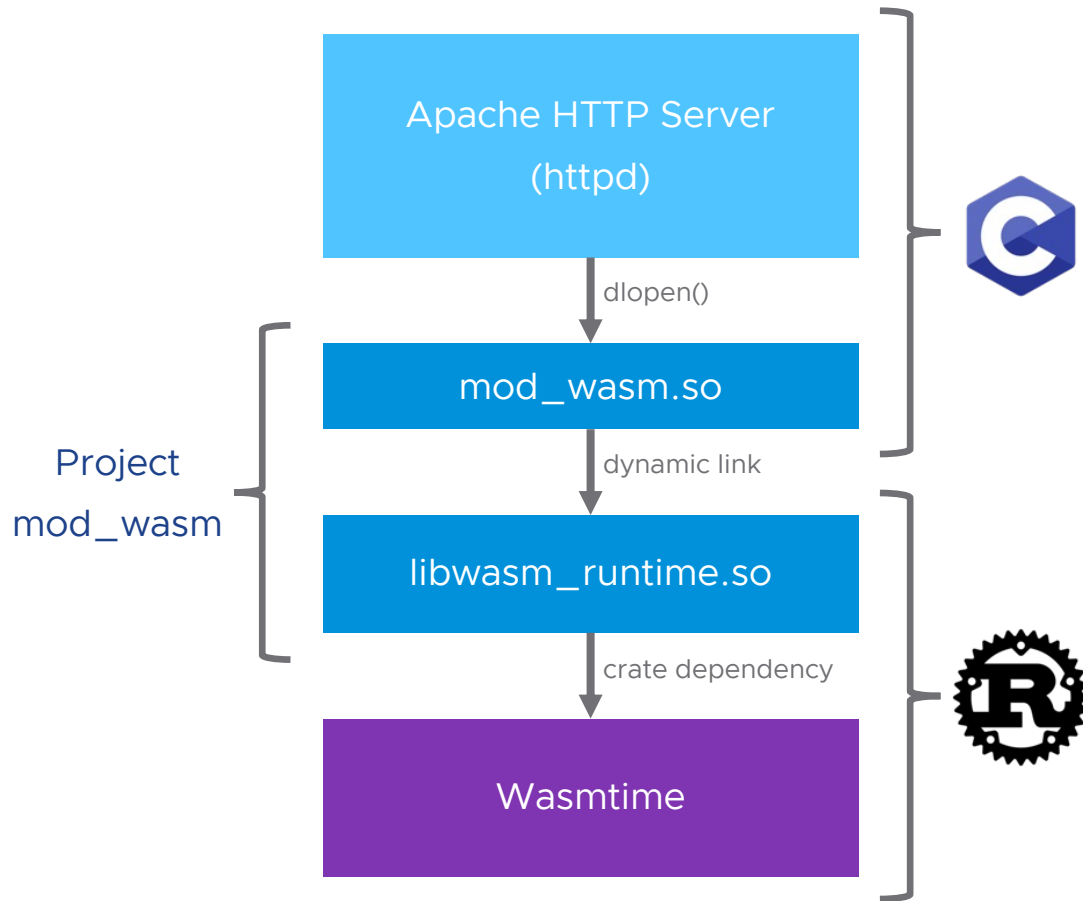 Apache HTTP Server
(httpd)
dlopen()
mod_wasm.so
dynamic link
Project
mod_wasm
libwasm_runtime.so
crate dependency
Wasmtime
C
R